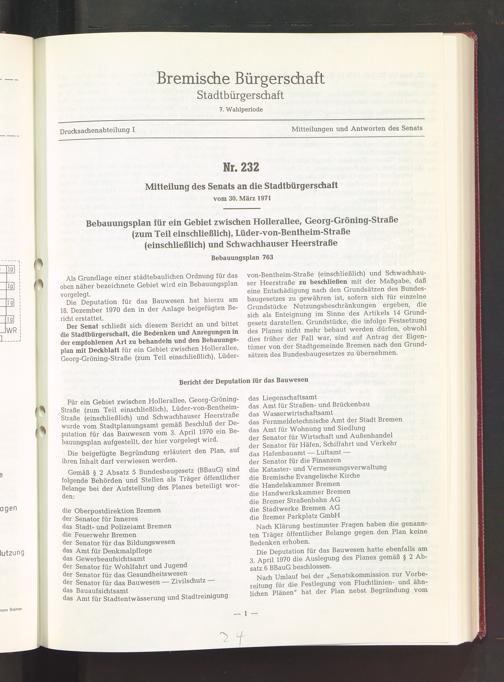 Bremische Bürgerschaft
Stadtbürgerschaft
7. Wahlperiode
Drucksachenabteilung I
Mitteilungen und Antworten des Senats
Nr. 232
Mitteilung des Senats an die Stadtbürgerschaft
vom 30. März 1971
Bebauungsplan für ein Gebiet zwischen Hollerallee, Georg-Gröning-Straße
(zum Teil einschließlich), Lüder-von-Bentheim-Straße
(einschließlich) und Schwachhauser Heerstraße
Bebauungsplan 763
Als Grundlage einer städtebaulichen Ordnung für das
oben näher bezeichnete Gebiet wird ein Bebauungsplan
vorgelegt.
Die Deputation für das Bauwesen hat hierzu am
18. Dezember 1970 den in der Anlage beigefügten Be-
richt erstattet.
Der Senat schließt sich diesem Bericht an und bittet
die Stadtbürgerschaft, die Bedenken und Anregungen in
der empfohlenen Art zu behandeln und den Bebauungs-
plan mit Deckblatt für ein Gebiet zwischen Hollerallee,
Georg-Gröning-Straße (zum Teil einschließlich), Lüder-
von-Bentheim-Straße (einschließlich) und Schwachhau-
ser Heerstraße zu beschließen mit der Maßgabe, daß
eine Entschädigung nach den Grundsätzen des Bundes-
baugesetzes zu gewähren ist, sofern sich für einzelne
Grundstücke Nutzungsbeschränkungen ergeben, die
sich als Enteignung im Sinne des Artikels 14 Grund-
gesetz darstellen. Grundstücke, die infolge Festsetzung
des Planes nicht mehr bebaut werden dürfen, obwohl
dies früher der Fall war, sind auf Antrag der Eigen-
tümer von der Stadtgemeinde Bremen nach den Grund-
sätzen des Bundesbaugesetzes zu übernehmen.
Bericht der Deputation für das Bauwesen
Für ein Gebiet zwischen Hollerallee, Georg-Gröning-
Straße (zum Teil einschließlich), Lüder-von-Bentheim-
Straße (einschließlich) und Schwachhauser Heerstraße
wurde vom Stadtplanungsamt gemäß Beschluß der De-
putation für das Bauwesen vom 3. April 1970 ein Be-
bauungsplan aufgestellt, der hier vorgelegt wird.
Die beigefügte Begründung erläutert den Plan, auf
ihren Inhalt darf verwiesen werden.
Gemäß § 2 Absatz 5 Bundesbaugesetz (BBauG) sind
folgende Behörden und Stellen als Träger öffentlicher
Belange bei der Aufstellung des Planes beteiligt wor-
den:
die Oberpostdirektion Bremen
der Senator für Inneres
das Stadt- und Polizeiamt Bremen
die Feuerwehr Bremen
der Senator für das Bildungswesen
das Amt für Denkmalpflege
das Gewerbeaufsichtsamt
der Senator für Wohlfahrt und Jugend
der Senator für das Gesundheitswesen
der Senator für das Bauwesen — Zivilschutz —
das Bauaufsichtsamt
das Amt für Stadtentwässerung und Stadtreinigung
das Liegenschaftsamt
das Amt für Straßen- und Brückenbau
das Wasserwirtschaftsamt
das Fernmeldetechnische Amt der Stadt Bremen
das Amt für Wohnung und Siedlung
der Senator für Wirtschaft und Außenhandel
der Senator für Häfen, Schiffahrt und Verkehr
das Hafenbauamt — Luftamt —
der Senator für die Finanzen
die Kataster- und Vermessungsverwaltung
die Bremische Evangelische Kirche
die Handelskammer Bremen
die Handwerkskammer Bremen
die Bremer Straßenbahn AG
die Stadtwerke Bremen AG
die Bremer Parkplatz GmbH
Nach Klärung bestimmter Fragen haben die genann-
ten Träger öffentlicher Belange gegen den Plan keine
Bedenken erhoben.
Die Deputation für das Bauwesen hatte ebenfalls am
3. April 1970 die Auslegung des Planes gemäß § 2 Ab-
satz 6 BBauG beschlossen.
Nach Umlauf bei der „Senatskommission zur Vorbe-
reitung für die Festlegung von Fluchtlinien- und ähn-
lichen Plänen" hat der Plan nebst Begründung vom
— 1 —
24
WR
agen
utzung